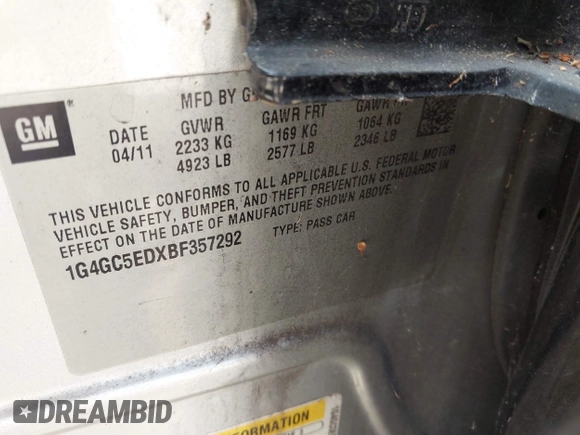 MFD BY G
GM
DATE GVWR GAWR FRT GAWR
04/11 2233 KG 1169 KG 1064 KG
4923 LB 2577 LB 2346 LB
THIS VEHICLE CONFORMS TO ALL APPLICABLE U.S. FEDERAL MOTOR
VEHICLE SAFETY, BUMPER, AND THEFT PREVENTION STANDARDS IN
EFFECT ON THE DATE OF MANUFACTURE SHOWN ABOVE.
1G4GC5EDXBF357292 TYPE: PASS CAR
FORMATION
DREAMBID